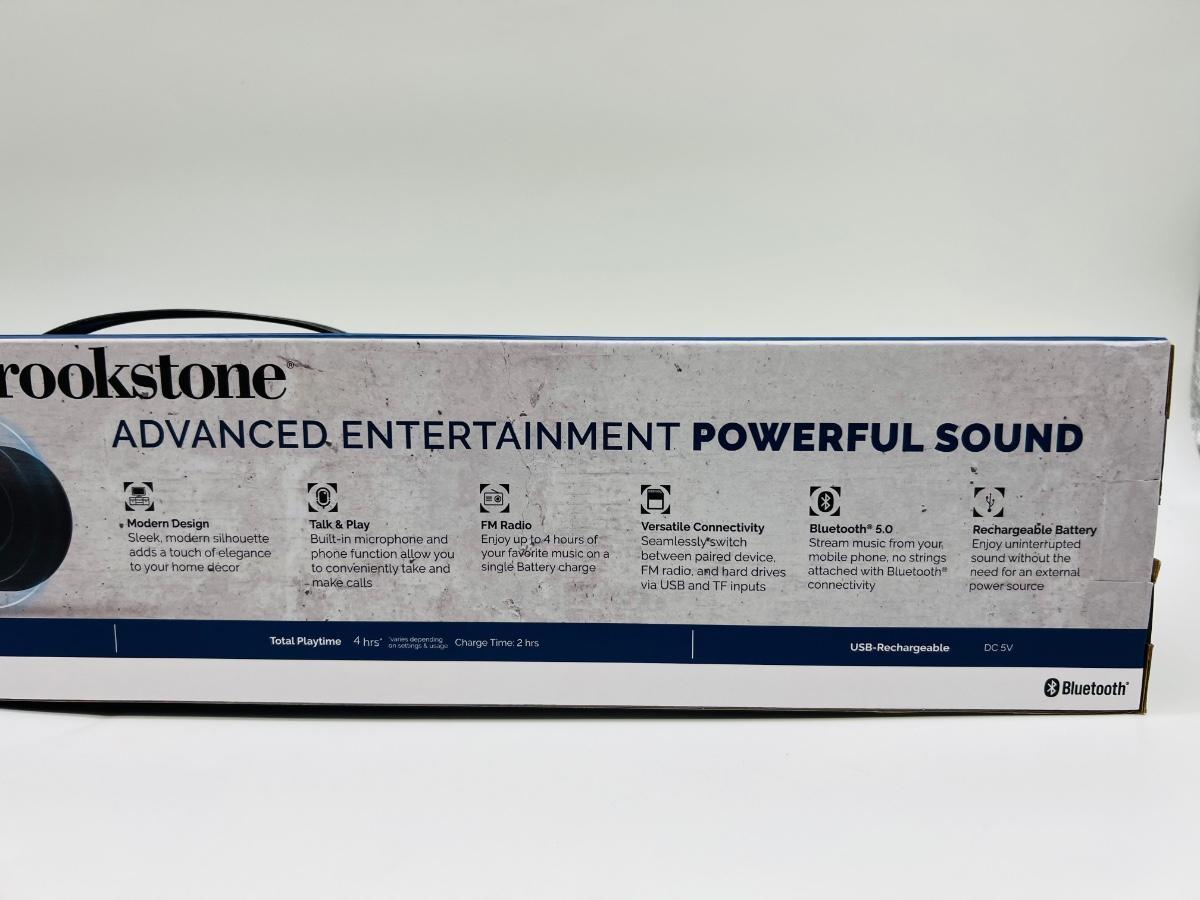 rookstone®
ADVANCED ENTERTAINMENT POWERFUL SOUND
Modern Design
Sleek, modern silhouette
adds a touch of elegance
to your home décor
Talk & Play
Built-in microphone and
phone function allow you
to conveniently take and
make calls
FM Radio
Enjoy up to 4 hours of
your favorite music on a
single Battery charge
Versatile Connectivity
Seamlessly switch
between paired device,
FM radio, and hard drives
via USB and TF inputs
Bluetooth® 5.0
Stream music from your
mobile phone, no strings
attached with Bluetooth®
connectivity
Rechargeable Battery
Enjoy uninterrupted
sound without the
need for an external
power source
Total Playtime 4 hrs* *varies depending
on settings & usage
Charge Time: 2 hrs
USB-Rechargeable DC 5V
Bluetooth®